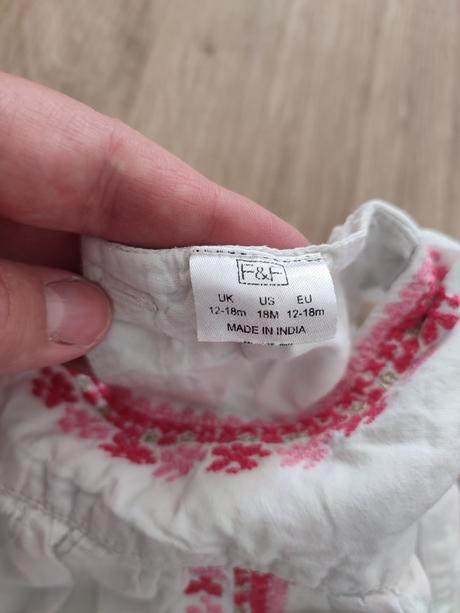 F&F
UK US EU
12-18m 18M 12-18m
MADE IN INDIA